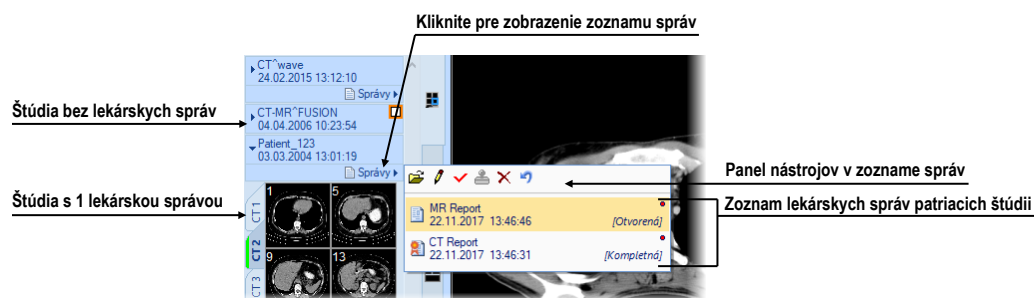 Kliknite pre zobrazenie zoznamu správ
CT^wave
24.02.2015 13:12:10
Správy
Štúdia bez lekárskych správ
CT-MR^FUSION
04.04.2006 10:23:54
Patient_123
03.03.2004 13:01:19
Správy
Panel nástrojov v zozname správ
Štúdia s 1 lekárskou správou
CT 1
1
5
MR Report
22.11.2017 13:46:46
[Otvorená]
Zoznam lekárskych správ patriacich štúdii
CT 2
CT Report
22.11.2017 13:46:31
[Kompletná]
CT 3
9
13